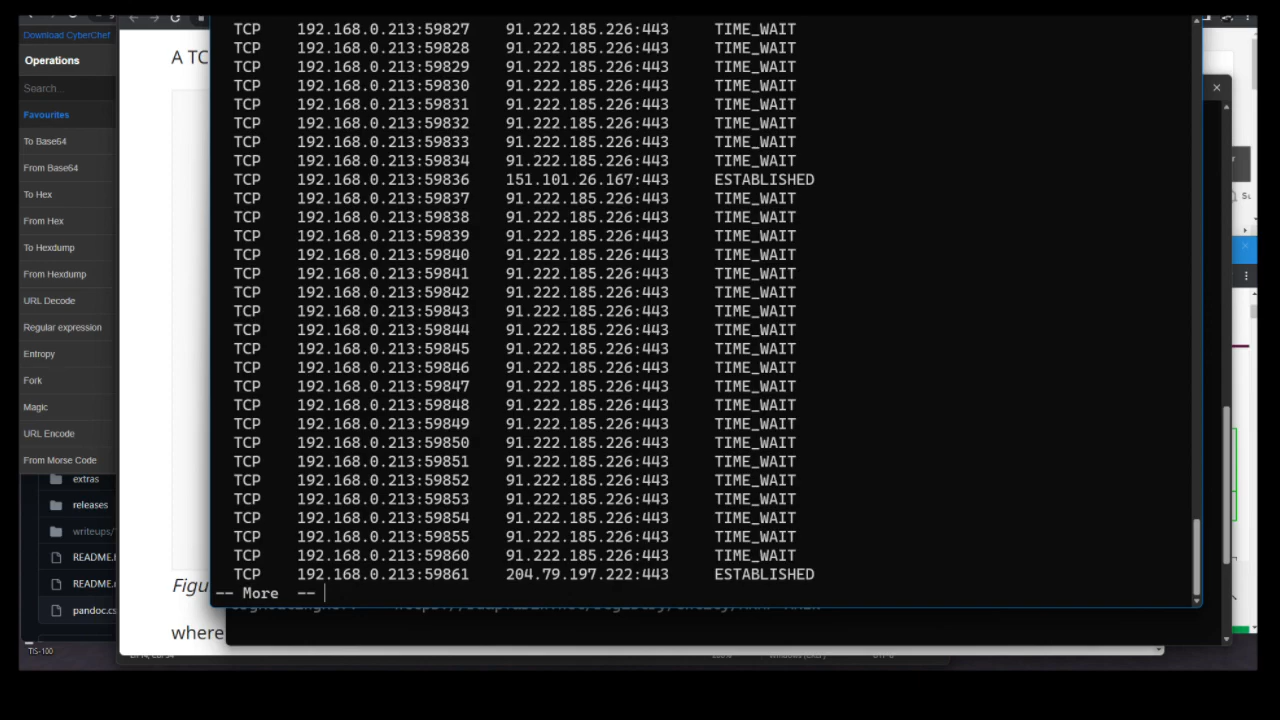 Download CyberChef
Operations
Search...
Favourites
To Base64
From Base64
To Hex
From Hex
To Hexdump
From Hexdump
URL Decode
Regular expression
Entropy
Fork
Magic
URL Encode
From Morse Code
extras
releases
writeups/
README.
README.
pandoc.cs
TIS-100
A TC
Figu
where
TCP 192.168.0.213:59827 91.222.185.226:443 TIME_WAIT
TCP 192.168.0.213:59828 91.222.185.226:443 TIME_WAIT
TCP 192.168.0.213:59829 91.222.185.226:443 TIME_WAIT
TCP 192.168.0.213:59830 91.222.185.226:443 TIME_WAIT
TCP 192.168.0.213:59831 91.222.185.226:443 TIME_WAIT
TCP 192.168.0.213:59832 91.222.185.226:443 TIME_WAIT
TCP 192.168.0.213:59833 91.222.185.226:443 TIME_WAIT
TCP 192.168.0.213:59834 91.222.185.226:443 TIME_WAIT
TCP 192.168.0.213:59836 151.101.26.167:443 ESTABLISHED
TCP 192.168.0.213:59837 91.222.185.226:443 TIME_WAIT
TCP 192.168.0.213:59838 91.222.185.226:443 TIME_WAIT
TCP 192.168.0.213:59839 91.222.185.226:443 TIME_WAIT
TCP 192.168.0.213:59840 91.222.185.226:443 TIME_WAIT
TCP 192.168.0.213:59841 91.222.185.226:443 TIME_WAIT
TCP 192.168.0.213:59842 91.222.185.226:443 TIME_WAIT
TCP 192.168.0.213:59843 91.222.185.226:443 TIME_WAIT
TCP 192.168.0.213:59844 91.222.185.226:443 TIME_WAIT
TCP 192.168.0.213:59845 91.222.185.226:443 TIME_WAIT
TCP 192.168.0.213:59846 91.222.185.226:443 TIME_WAIT
TCP 192.168.0.213:59847 91.222.185.226:443 TIME_WAIT
TCP 192.168.0.213:59848 91.222.185.226:443 TIME_WAIT
TCP 192.168.0.213:59849 91.222.185.226:443 TIME_WAIT
TCP 192.168.0.213:59850 91.222.185.226:443 TIME_WAIT
TCP 192.168.0.213:59851 91.222.185.226:443 TIME_WAIT
TCP 192.168.0.213:59852 91.222.185.226:443 TIME_WAIT
TCP 192.168.0.213:59853 91.222.185.226:443 TIME_WAIT
TCP 192.168.0.213:59854 91.222.185.226:443 TIME_WAIT
TCP 192.168.0.213:59855 91.222.185.226:443 TIME_WAIT
TCP 192.168.0.213:59860 91.222.185.226:443 TIME_WAIT
TCP 192.168.0.213:59861 204.79.197.222:443 ESTABLISHED
-- More --